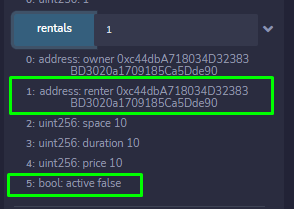 0: uint256: 1
rentals 1
0: address: owner 0xc44dbA718034D32383
BD3020a1709185Ca5Dde90
1: address: renter 0xc44dbA718034D32383
BD3020a1709185Ca5Dde90
2: uint256: space 10
3: uint256: duration 10
4: uint256: price 10
5: bool: active false